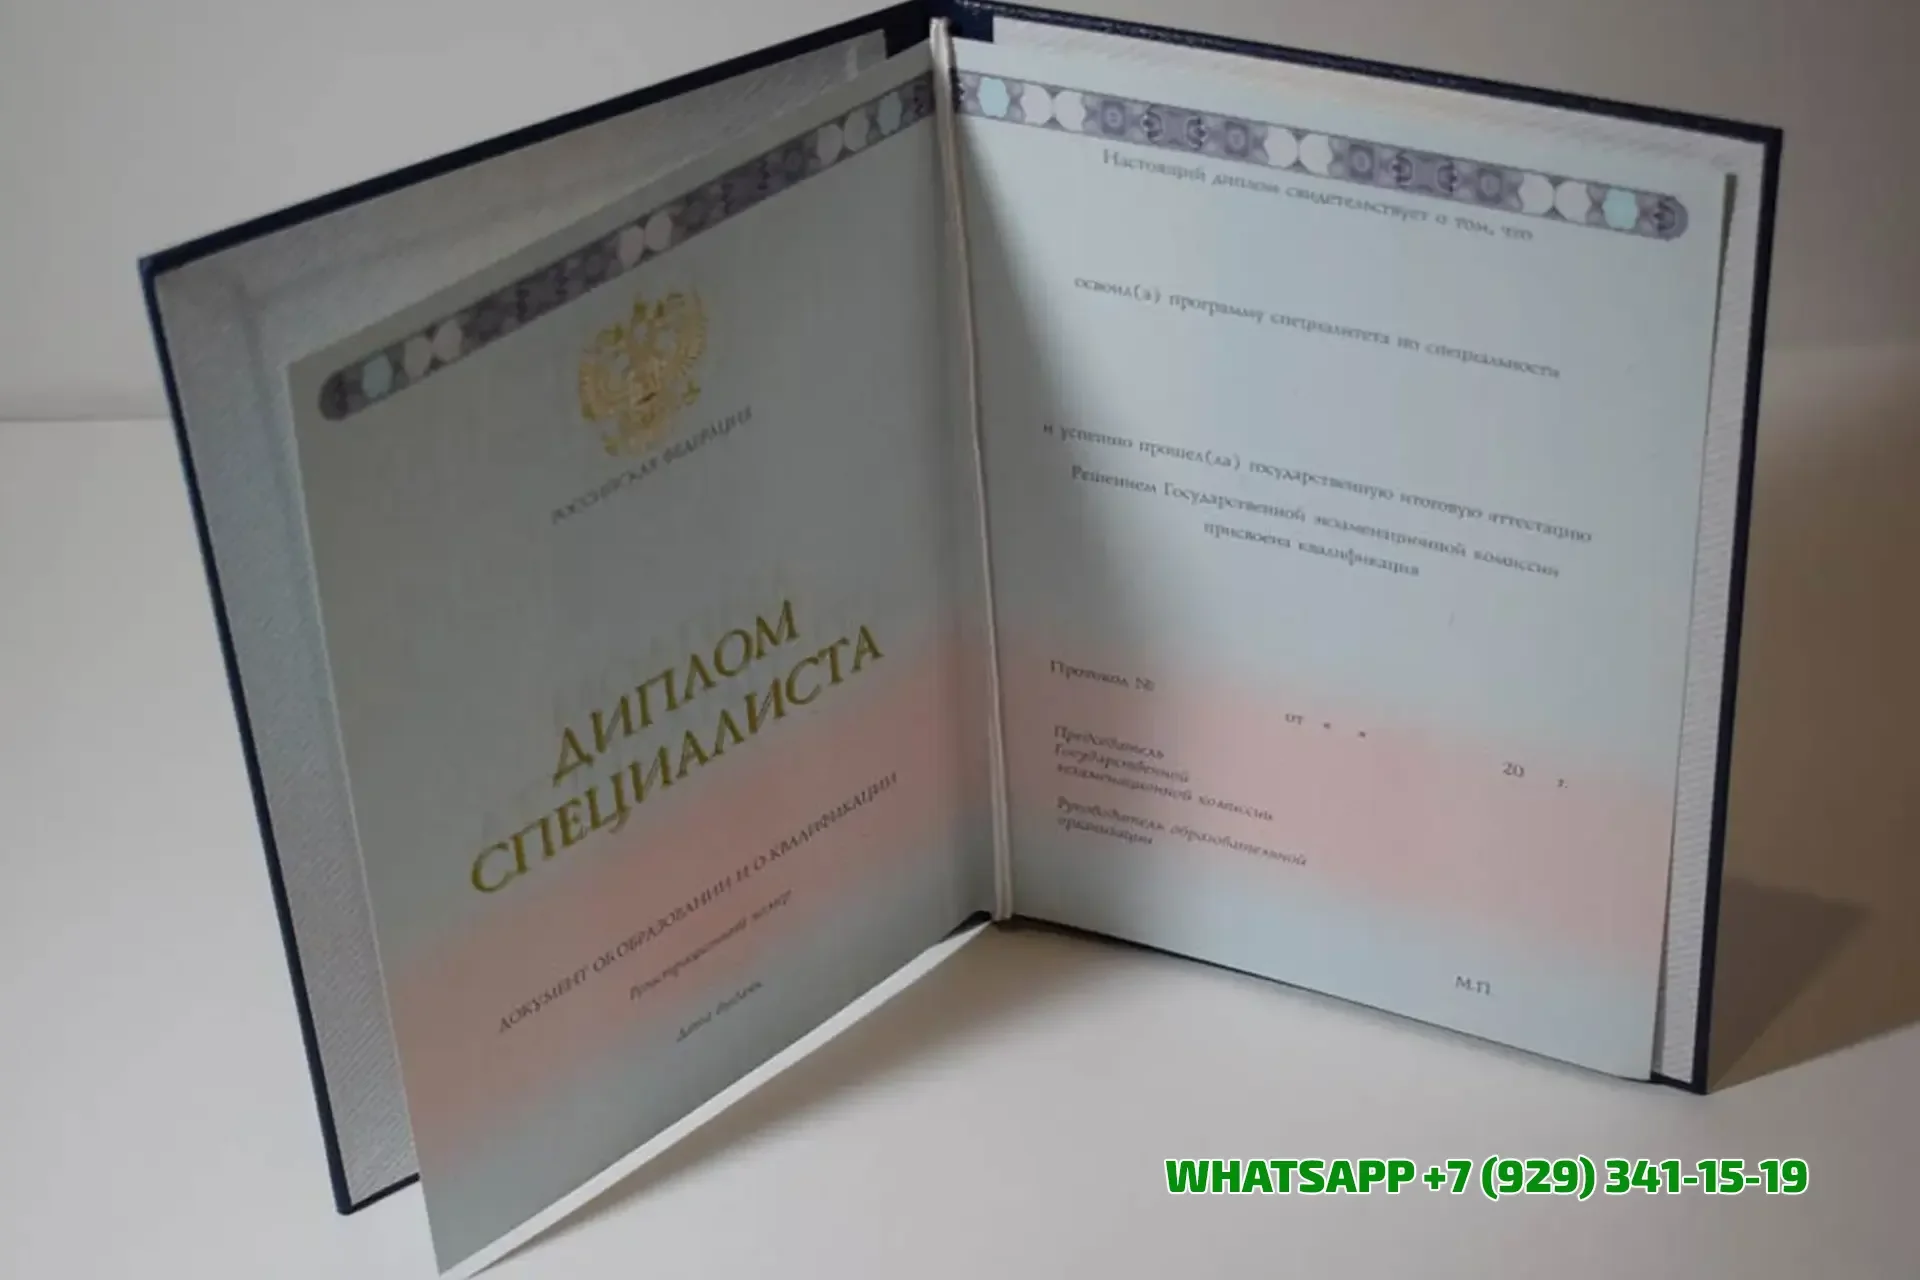 РОССИЙСКАЯ ФЕДЕРАЦИЯ
ДИПЛОМ
СПЕЦИАЛИСТА
ДОКУМЕНТ ОБ ОБРАЗОВАНИИ И О КВАЛИФИКАЦИИ
Регистрационный номер
Дата выдачи
Настоящий диплом свидетельствует о том, что
освоил(а) программу специалитета по специальности
и успешно прошел(ла) государственную итоговую аттестацию
Решением Государственной экзаменационной комиссии
присвоена квалификация
Протокол №
от « » 20 г.
Председатель
Государственной
экзаменационной комиссии
Руководитель образовательной
организации
М.П.
WHATSAPP +7 (929) 341-15-19